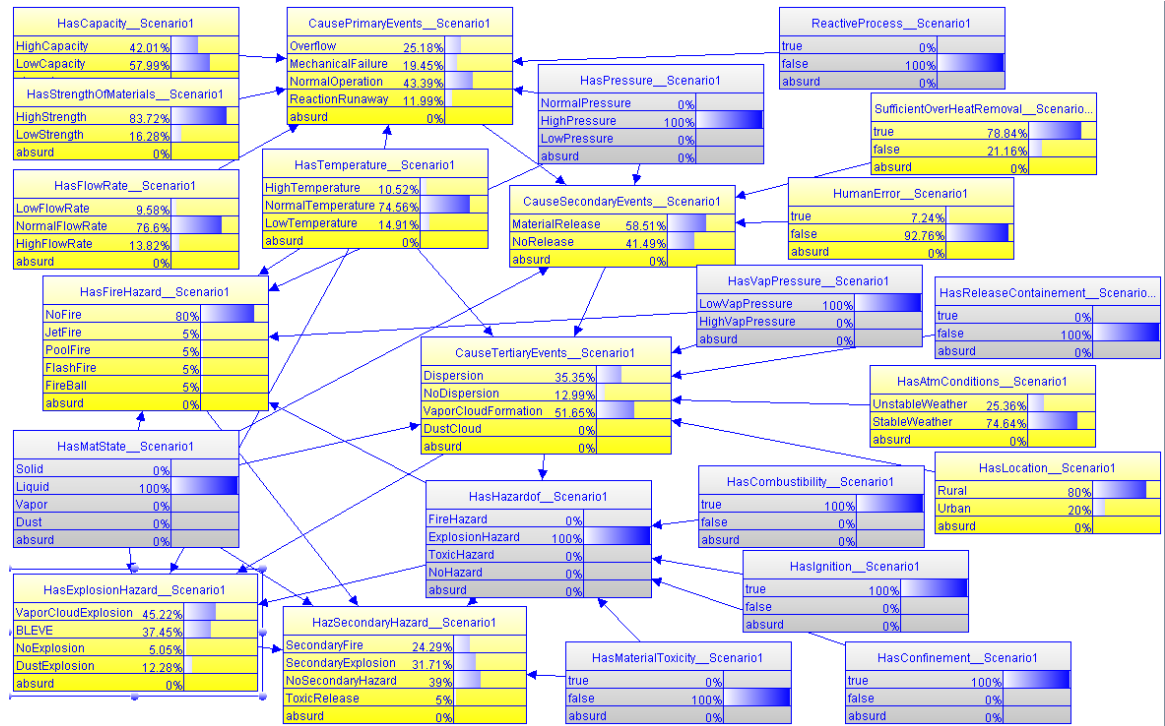 HasCapacity__Scenario1
HighCapacity 42.01%
LowCapacity 57.99%
HasStrengthOfMaterials__Scenario1
HighStrength 83.72%
LowStrength 16.28%
absurd 0%
HasFlowRate__Scenario1
LowFlowRate 9.58%
NormalFlowRate 76.6%
HighFlowRate 13.82%
absurd 0%
CausePrimaryEvents__Scenario1
Overflow 25.18%
MechanicalFailure 19.45%
NormalOperation 43.39%
ReactionRunaway 11.99%
absurd 0%
ReactiveProcess__Scenario1
true 0%
false 100%
absurd 0%
HasPressure__Scenario1
NormalPressure 0%
HighPressure 100%
LowPressure 0%
absurd 0%
SufficientOverHeatRemoval__Scenario...
true 78.84%
false 21.16%
absurd 0%
HasTemperature__Scenario1
HighTemperature 10.52%
NormalTemperature 74.56%
LowTemperature 14.91%
absurd 0%
CauseSecondaryEvents__Scenario1
MaterialRelease 58.51%
NoRelease 41.49%
absurd 0%
HumanError__Scenario1
true 7.24%
false 92.76%
absurd 0%
HasFireHazard__Scenario1
NoFire 80%
JetFire 5%
PoolFire 5%
FlashFire 5%
FireBall 5%
absurd 0%
HasVapPressure__Scenario1
LowVapPressure 100%
HighVapPressure 0%
absurd 0%
HasReleaseContainement__Scenario...
true 0%
false 100%
absurd 0%
CauseTertiaryEvents__Scenario1
Dispersion 35.35%
NoDispersion 12.99%
VaporCloudFormation 51.65%
DustCloud 0%
absurd 0%
HasAtmConditions__Scenario1
UnstableWeather 25.36%
StableWeather 74.64%
absurd 0%
HasMatState__Scenario1
Solid 0%
Liquid 100%
Vapor 0%
Dust 0%
absurd 0%
HasLocation__Scenario1
Rural 80%
Urban 20%
absurd 0%
HasHazardof__Scenario1
FireHazard 0%
ExplosionHazard 100%
ToxicHazard 0%
NoHazard 0%
absurd 0%
HasCombustibility__Scenario1
true 100%
false 0%
absurd 0%
HasIgnition__Scenario1
true 100%
false 0%
absurd 0%
HasExplosionHazard__Scenario1
VaporCloudExplosion 45.22%
BLEVE 37.45%
NoExplosion 5.05%
DustExplosion 12.28%
absurd 0%
HazSecondaryHazard__Scenario1
SecondaryFire 24.29%
SecondaryExplosion 31.71%
NoSecondaryHazard 39%
ToxicRelease 5%
absurd 0%
HasMaterialToxicity__Scenario1
true 0%
false 100%
absurd 0%
HasConfinement__Scenario1
true 100%
false 0%
absurd 0%